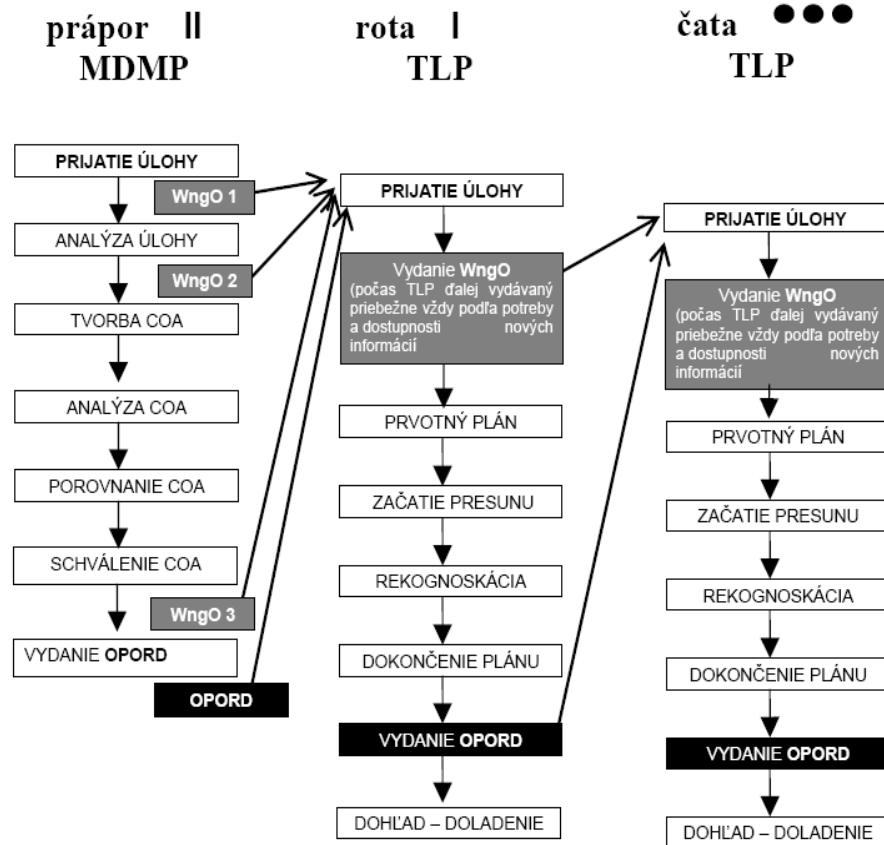 prápor II
MDMP
PRIJATIE ÚLOHY
WngO 1
ANALÝZA ÚLOHY
WngO 2
TVORBA COA
ANALÝZA COA
POROVNANIE COA
SCHVÁLENIE COA
WngO 3
VYDANIE OPORD
OPORD
rota I
TLP
PRIJATIE ÚLOHY
Vydanie WngO
(počas TLP ďalej vydávaný
priebežne vždy podľa potreby
a dostupnosti nových
informácií
PRVOTNÝ PLÁN
ZAČATIE PRESUNU
REKOGNOSKÁCIA
DOKONČENIE PLÁNU
VYDANIE OPORD
DOHĽAD – DOLADENIE
čata ●●●
TLP
PRIJATIE ÚLOHY
Vydanie WngO
(počas TLP ďalej vydávaný
priebežne vždy podľa potreby
a dostupnosti nových
informácií
PRVOTNÝ PLÁN
ZAČATIE PRESUNU
REKOGNOSKÁCIA
DOKONČENIE PLÁNU
VYDANIE OPORD
DOHĽAD – DOLADENIE